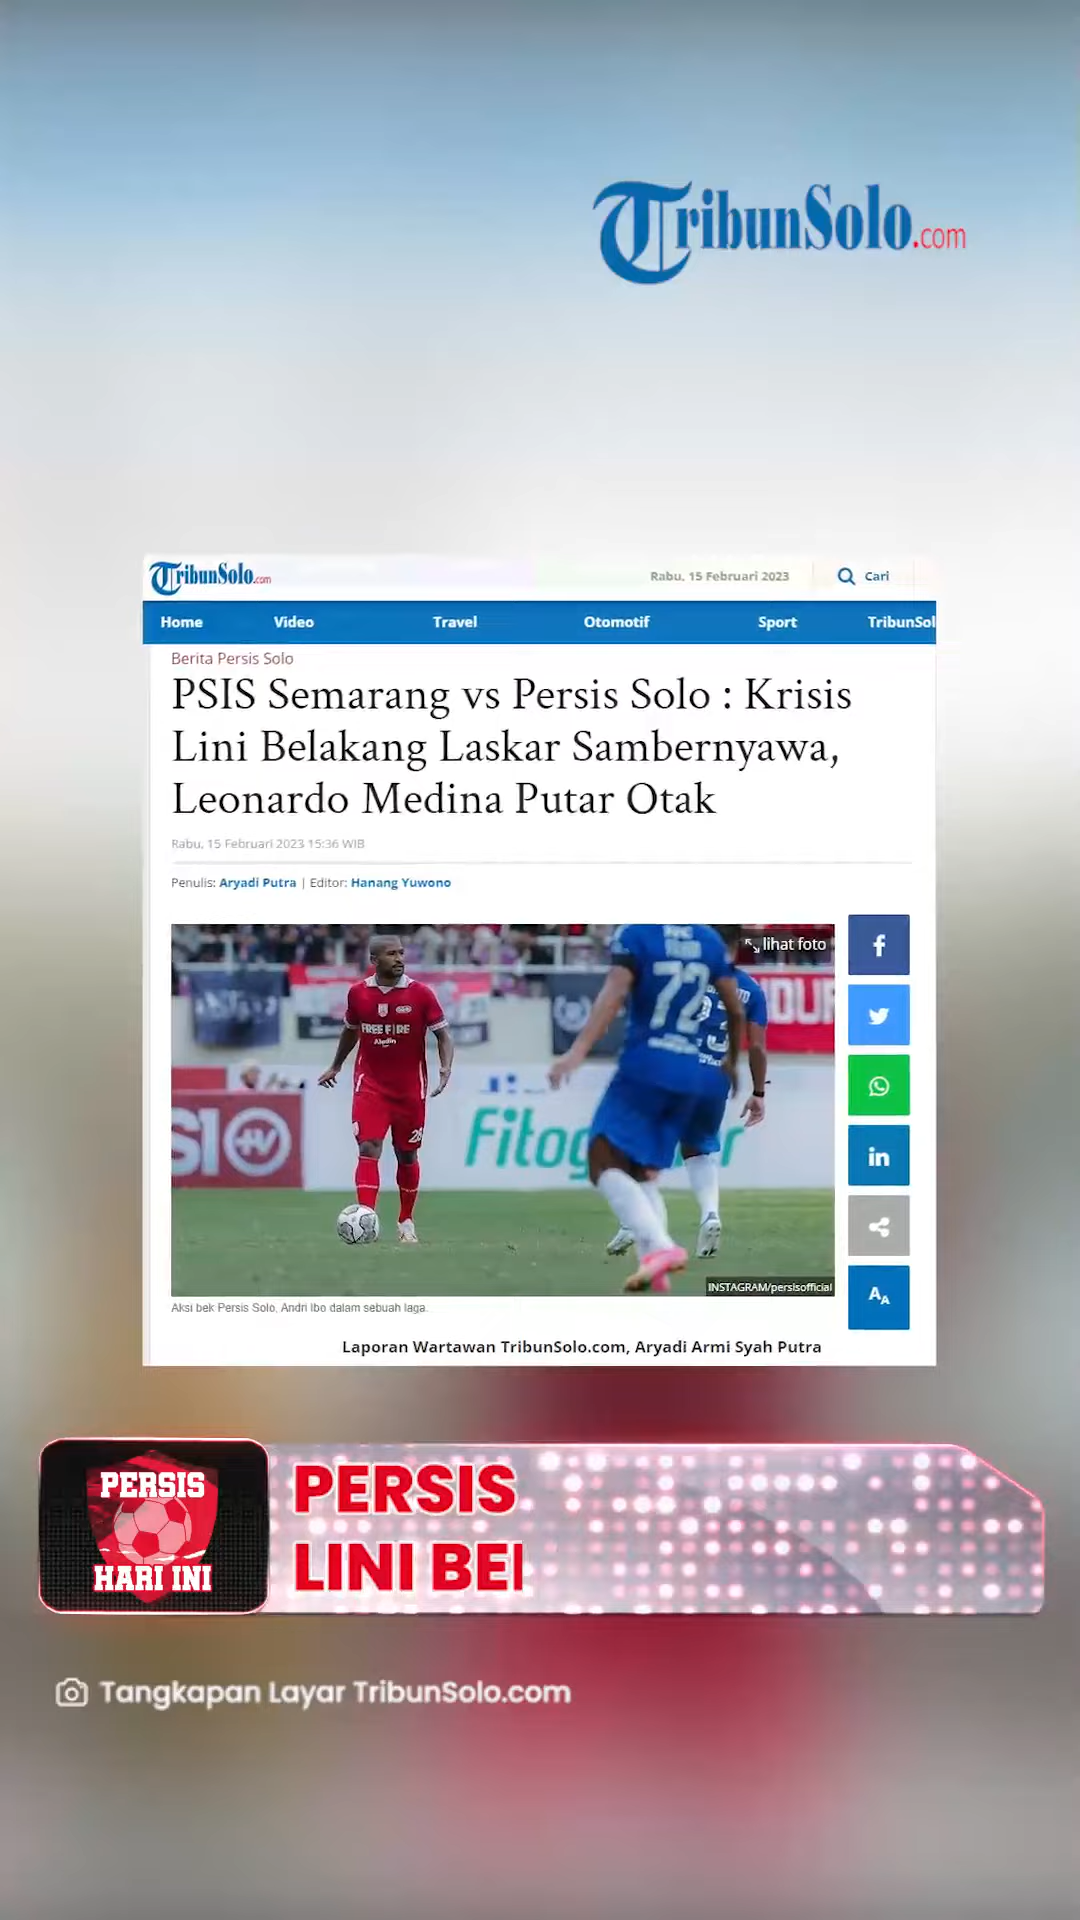 TribunSolo.com
TribunSolo.com
Rabu, 15 Februari 2023
Cari
Home Video Travel Otomotif Sport TribunSol
Berita Persis Solo
PSIS Semarang vs Persis Solo : Krisis
Lini Belakang Laskar Sambernyawa,
Leonardo Medina Putar Otak
Rabu, 15 Februari 2023 15:36 WIB
Penulis: Aryadi Putra | Editor: Hanang Yuwono
lihat foto
72
FREE FIRE
Aladin
28
Fitog
INSTAGRAM/persisofficial
Aksi bek Persis Solo, Andri Ibo dalam sebuah laga.
Laporan Wartawan TribunSolo.com, Aryadi Armi Syah Putra
PERSIS
HARI INI
PERSIS
LINI BEI
Tangkapan Layar TribunSolo.com